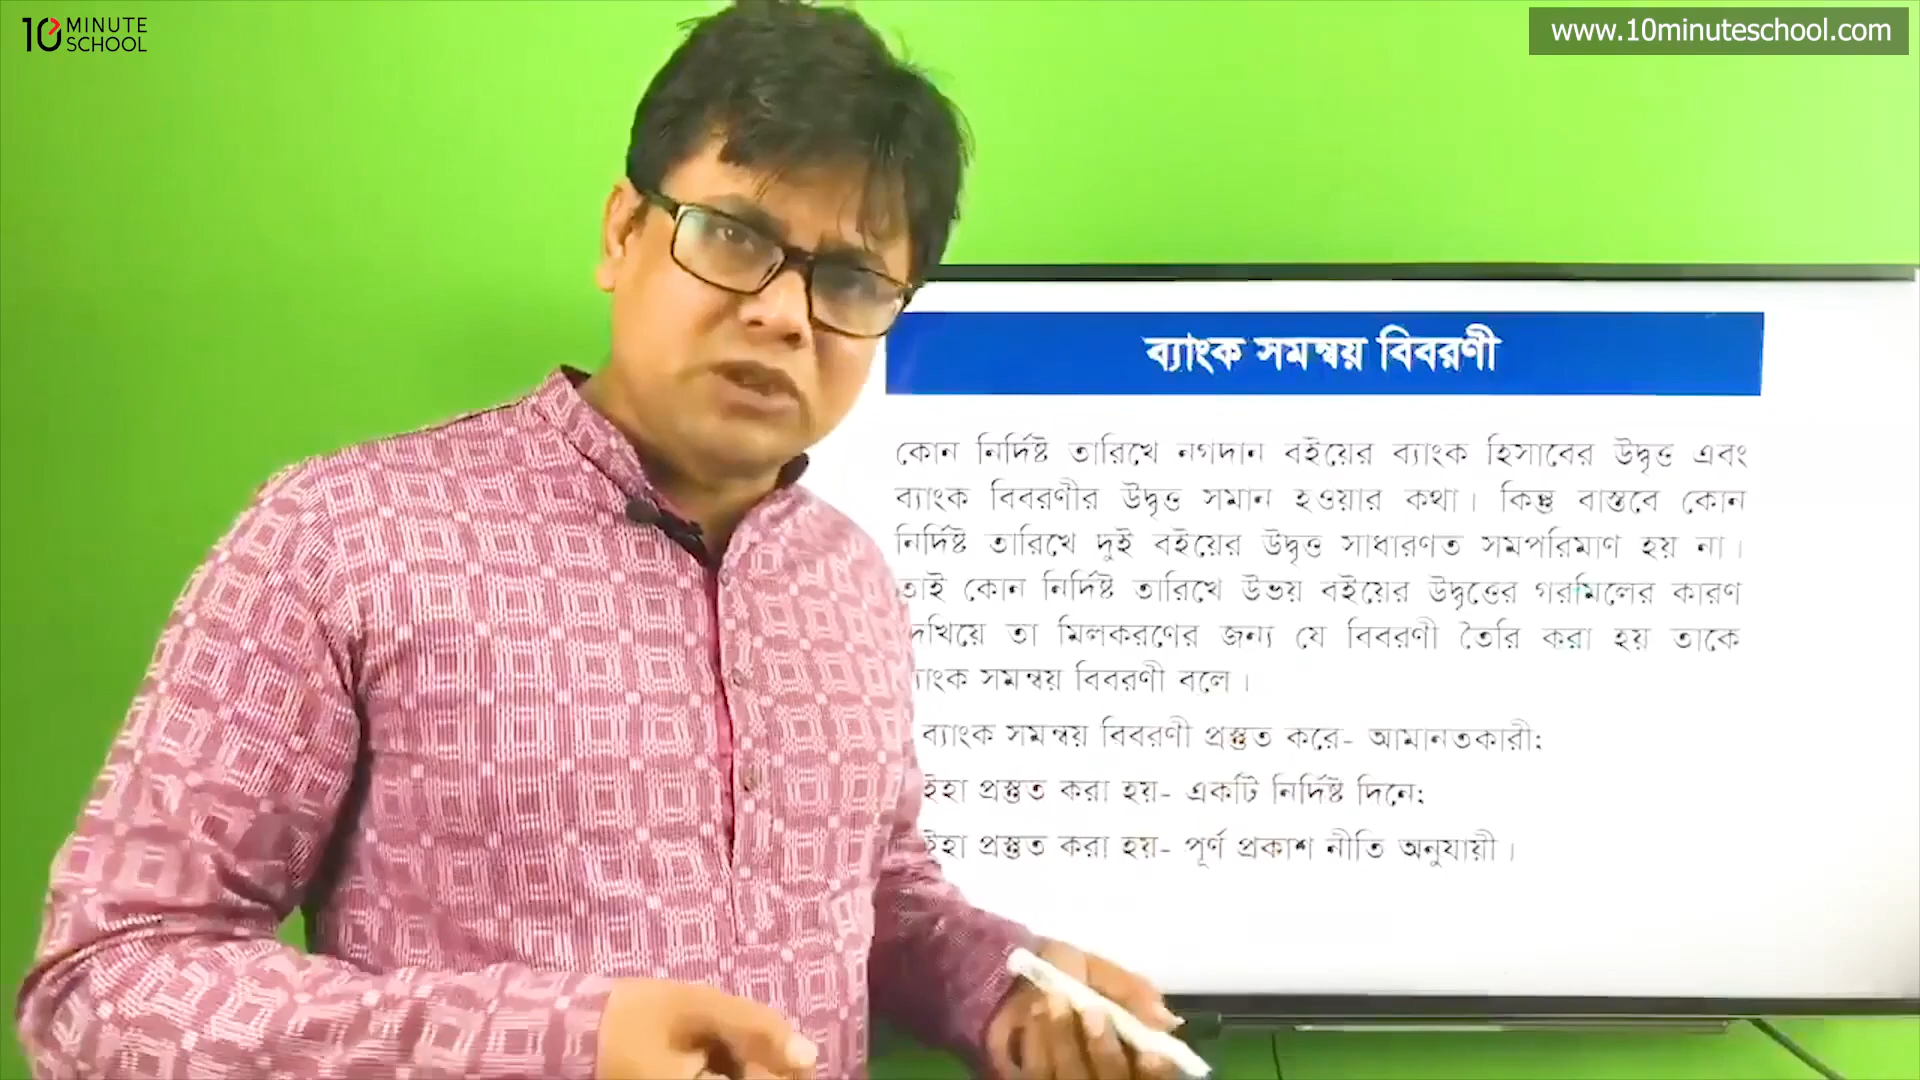 10 MINUTE SCHOOL
www.10minuteschool.com
ব্যাংক সমন্বয় বিবরণী
কোন নির্দিষ্ট তারিখে নগদান বইয়ের ব্যাংক হিসাবের উদ্বৃত্ত এবং
ব্যাংক বিবরণীর উদ্বৃত্ত সমান হওয়ার কথা। কিন্তু বাস্তবে কোন
নির্দিষ্ট তারিখে দুই বইয়ের উদ্বৃত্ত সাধারণত সমপরিমাণ হয় না।
তাই কোন নির্দিষ্ট তারিখে উভয় বইয়ের উদ্বৃত্তের গরমিলের কারণ
দেখিয়ে তা মিলকরণের জন্য যে বিবরণী তৈরি করা হয় তাকে
সমন্বয় বিবরণী বলে।
ব্যাংক সমন্বয় বিবরণী প্রস্তুত করে- আমানতকারী;
ইহা প্রস্তুত করা হয়- একটি নির্দিষ্ট দিনে;
ইহা প্রস্তুত করা হয়- পূর্ণ প্রকাশ নীতি অনুযায়ী।